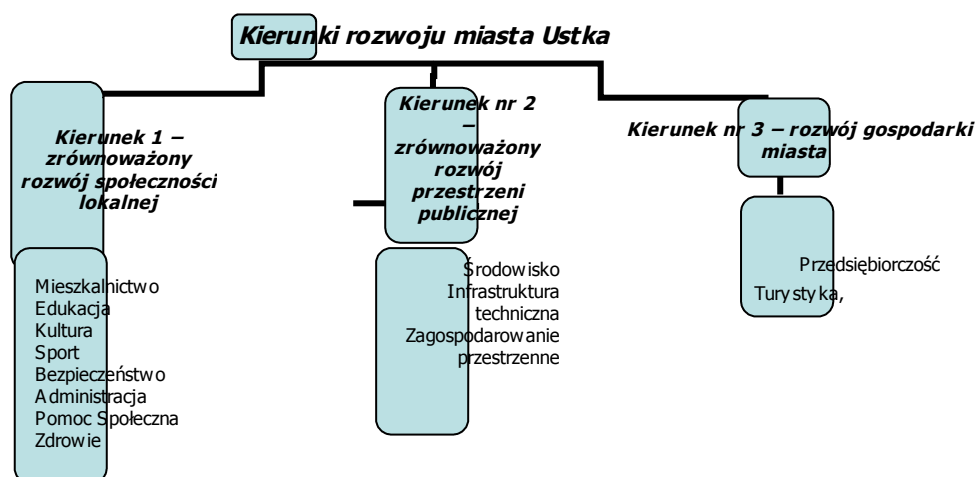 Kierunki rozwoju miasta Ustka
Kierunek 1 –
zrównoważony
rozwój społeczności
lokalnej
Mieszkalnictwo
Edukacja
Kultura
Sport
Bezpieczeństwo
Administracja
Pomoc Społeczna
Zdrowie
Kierunek nr 2
–
zrównoważony
rozwój
przestrzeni
publicznej
Środowisko
Infrastruktura
techniczna
Zagospodarowanie
przestrzenne
Kierunek nr 3 – rozwój gospodarki
miasta
Przedsiębiorczość
Turystyka,